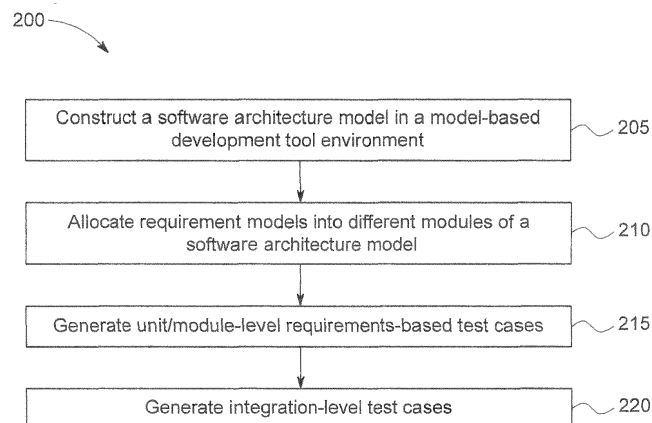 200
Construct a software architecture model in a model-based
development tool environment
205
Allocate requirement models into different modules of a
software architecture model
210
Generate unit/module-level requirements-based test cases
215
Generate integration-level test cases
220